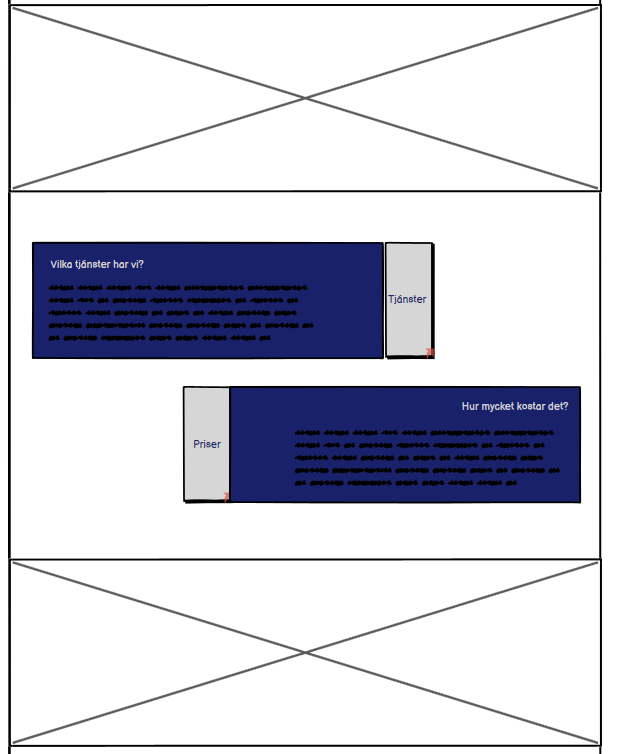 Vilka tjänster har vi?
Tjänster
Hur mycket kostar det?
Priser